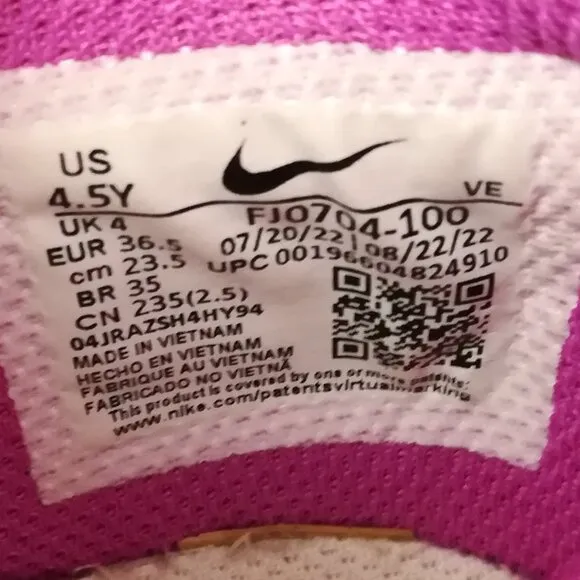 US
4.5Y
VE
UK 4
FJ0704-100
EUR 36.5
07/20/22 | 08/22/22
cm 23.5
UPC 00196604824910
BR 35
CN 235(2.5)
04JRAZSH4HY94
MADE IN VIETNAM
HECHO EN VIETNAM
FABRIQUE AU VIETNAM
FABRICADO NO VIETNÃ
This product is covered by one or more patents:
www.nike.com/patentsvirtualmarking